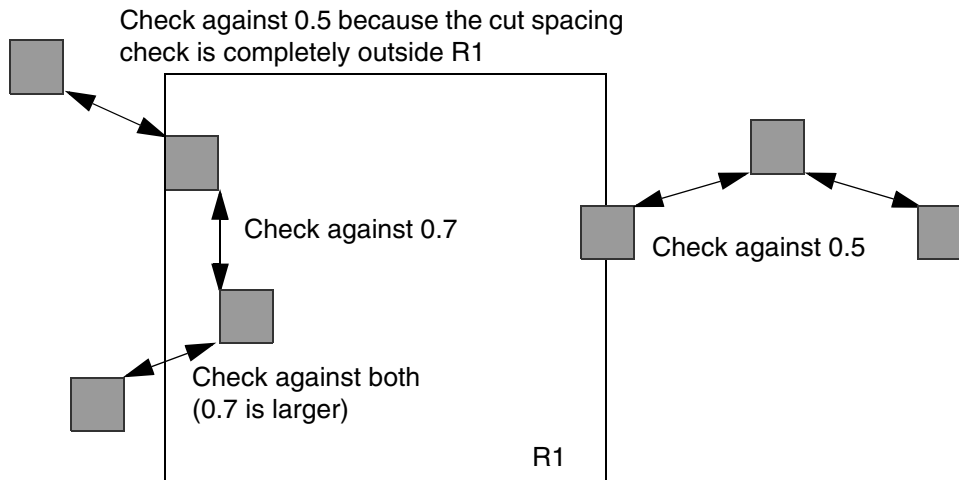 Check against 0.5 because the cut spacing
check is completely outside R1
Check against 0.7
Check against 0.5
Check against both
(0.7 is larger)
R1